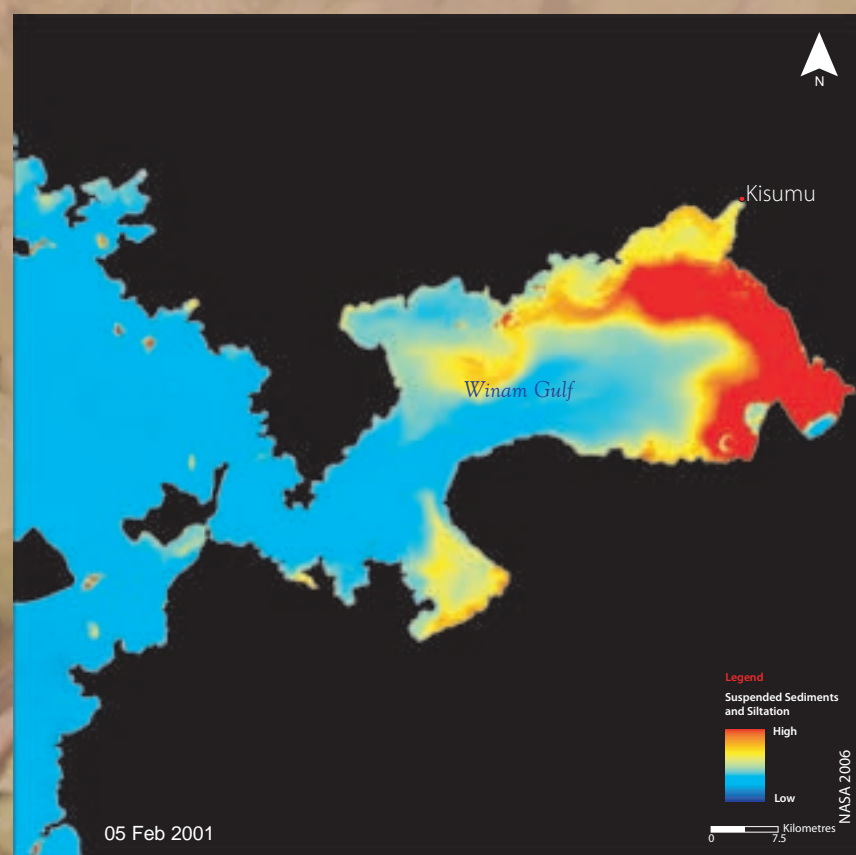 N
Kisumu
Winam Gulf
Legend
Suspended Sediments
and Siltation
High
Low
Kilometres
0 7.5
NASA 2006
05 Feb 2001